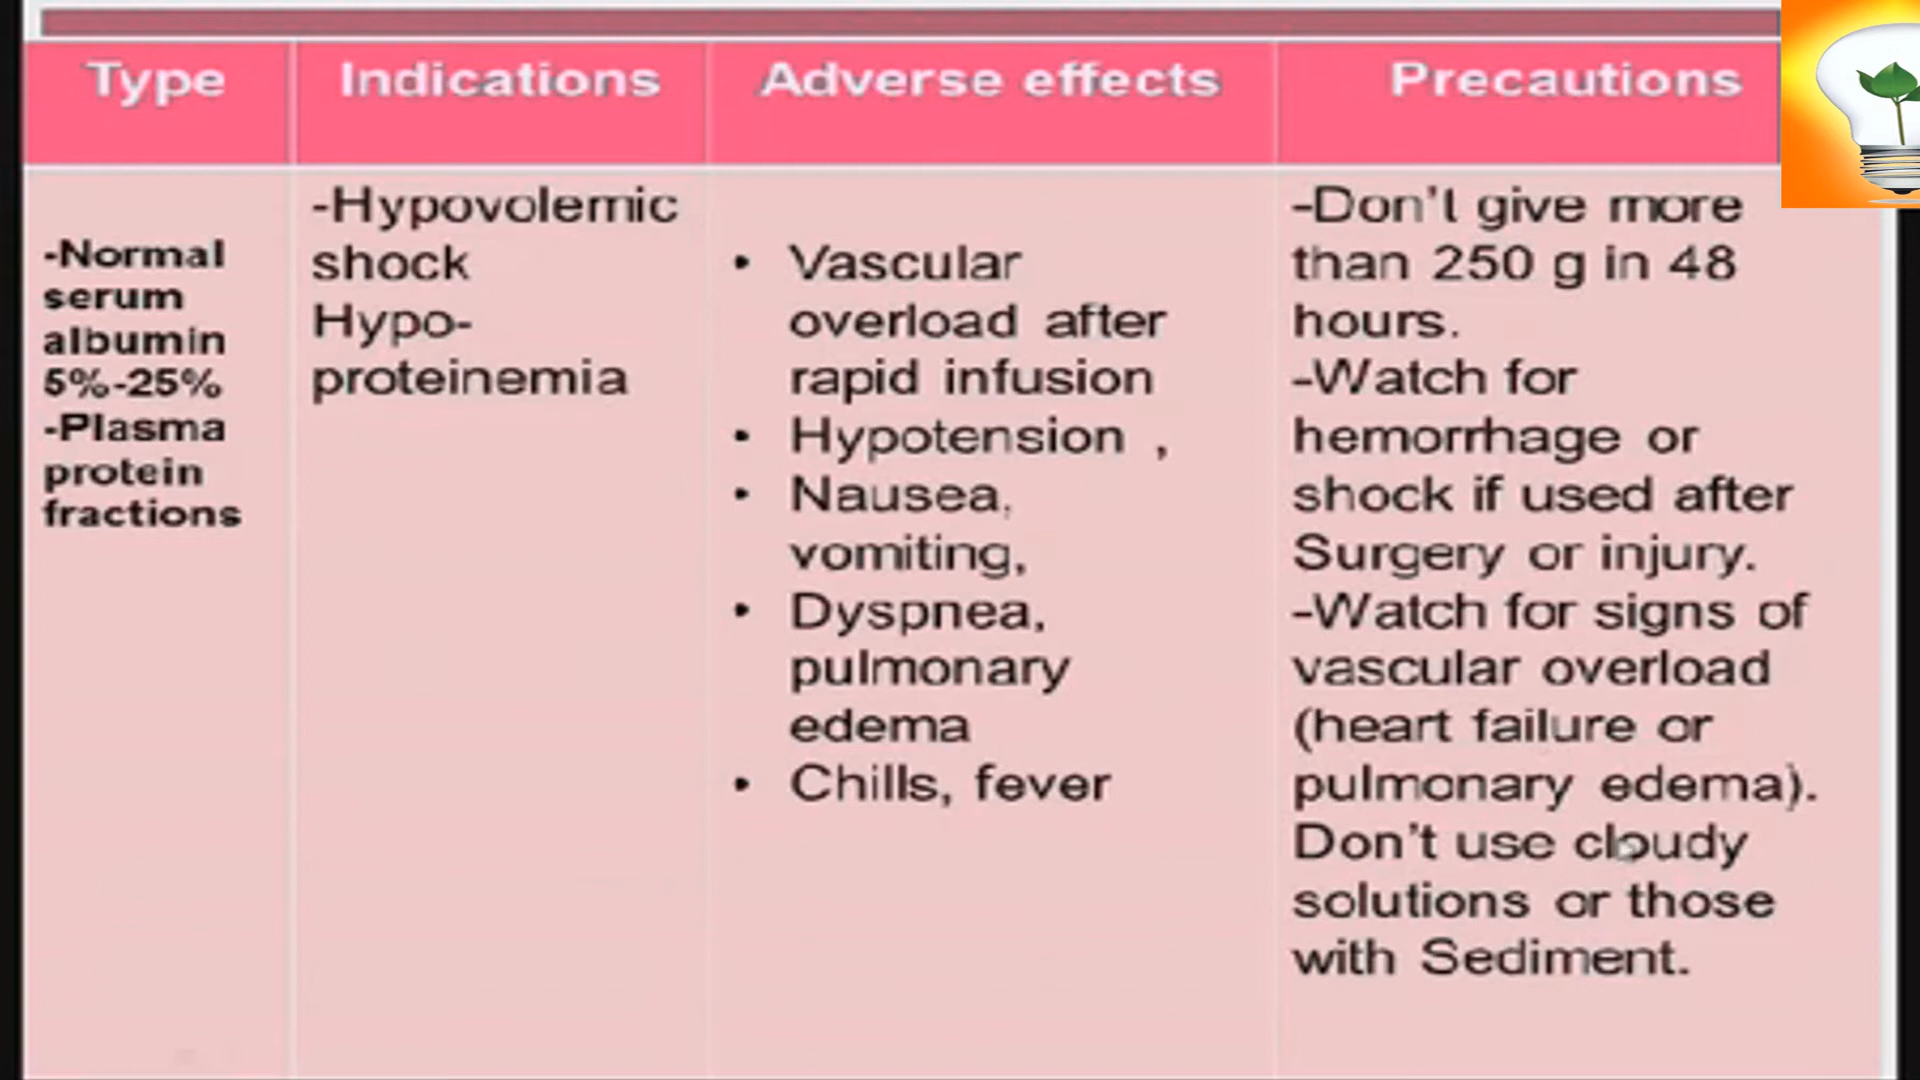 Type
Indications
Adverse effects
Precautions
-Normal
serum
albumin
5%-25%
-Plasma
protein
fractions
-Hypovolemic
shock
Hypo-
proteinemia
• Vascular
overload after
rapid infusion
• Hypotension ,
• Nausea,
vomiting,
• Dyspnea,
pulmonary
edema
• Chills, fever
-Don't give more
than 250 g in 48
hours.
-Watch for
hemorrhage or
shock if used after
Surgery or injury.
-Watch for signs of
vascular overload
(heart failure or
pulmonary edema).
Don't use cloudy
solutions or those
with Sediment.